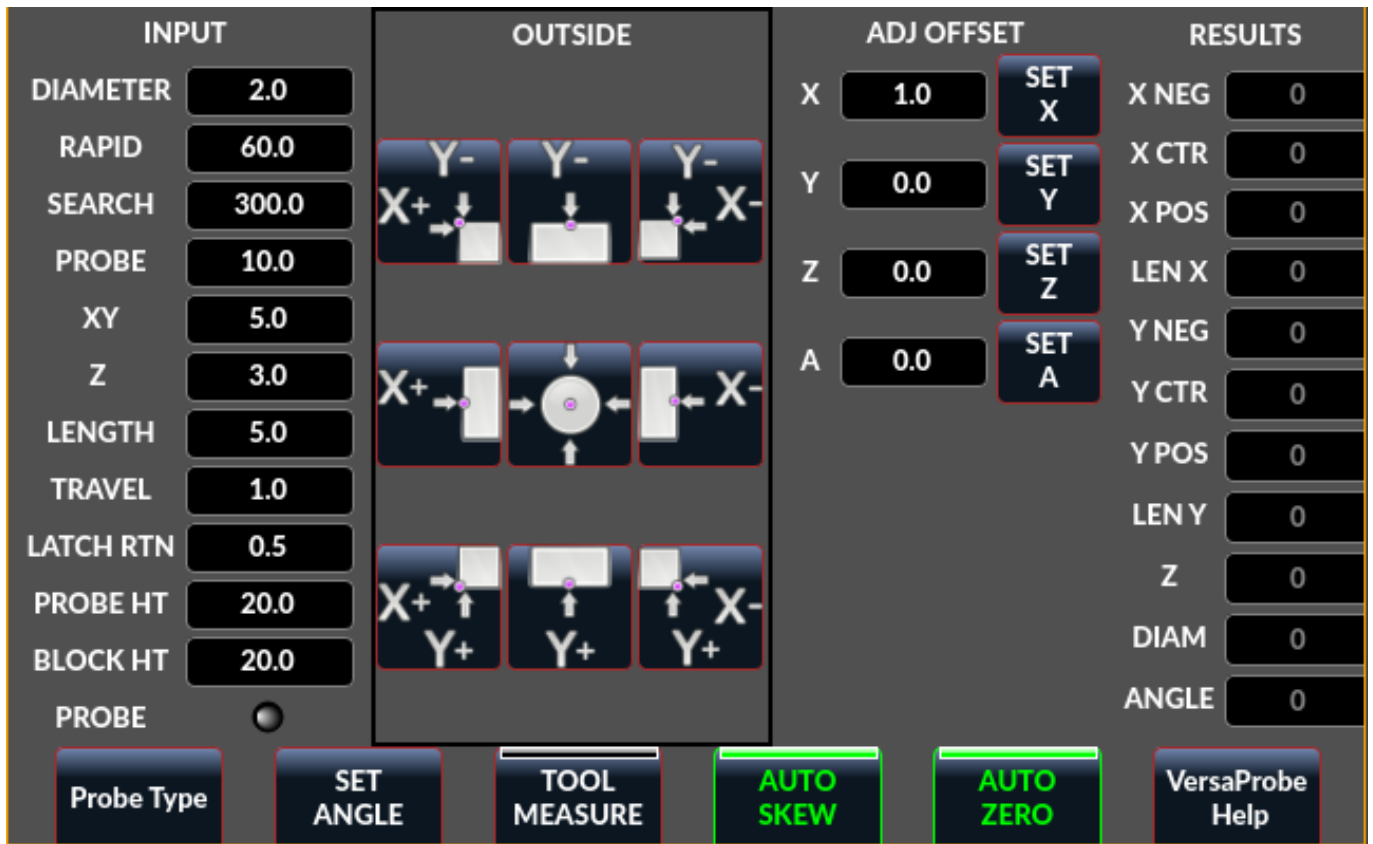 INPUT
DIAMETER 2.0
RAPID 60.0
SEARCH 300.0
PROBE 10.0
XY 5.0
Z 3.0
LENGTH 5.0
TRAVEL 1.0
LATCH RTN 0.5
PROBE HT 20.0
BLOCK HT 20.0
PROBE
OUTSIDE
Y- Y- Y-
X+ X-
X+ X-
X+ X-
Y+ Y+ Y+
ADJ OFFSET
X 1.0 SET
X
Y 0.0 SET
Y
Z 0.0 SET
Z
A 0.0 SET
A
RESULTS
X NEG 0
X CTR 0
X POS 0
LEN X 0
Y NEG 0
Y CTR 0
Y POS 0
LEN Y 0
Z 0
DIAM 0
ANGLE 0
Probe Type
SET
ANGLE
TOOL
MEASURE
AUTO
SKEW
AUTO
ZERO
VersaProbe
Help